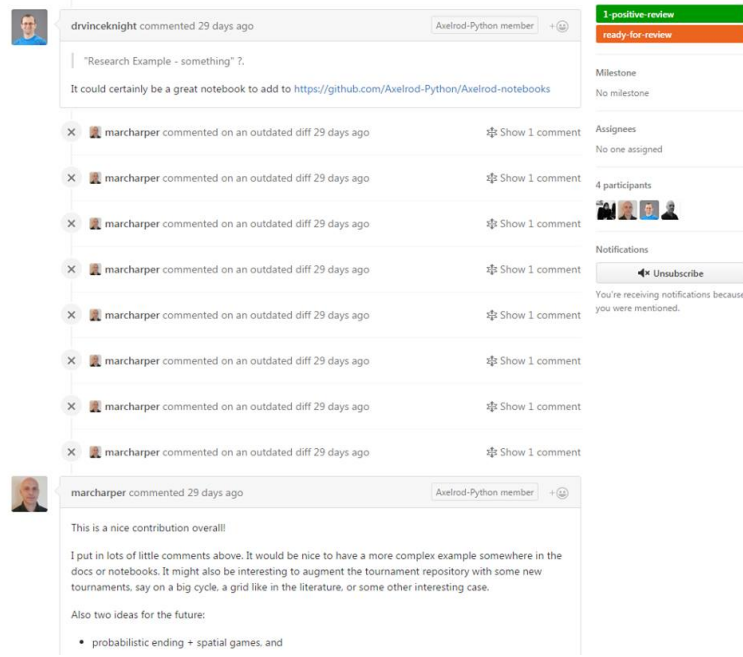 drvinceknight commented 29 days ago Axelrod-Python member +
"Research Example - something" ?.
It could certainly be a great notebook to add to https://github.com/Axelrod-Python/Axelrod-notebooks
marcharper commented on an outdated diff 29 days ago Show 1 comment
marcharper commented on an outdated diff 29 days ago Show 1 comment
marcharper commented on an outdated diff 29 days ago Show 1 comment
marcharper commented on an outdated diff 29 days ago Show 1 comment
marcharper commented on an outdated diff 29 days ago Show 1 comment
marcharper commented on an outdated diff 29 days ago Show 1 comment
marcharper commented on an outdated diff 29 days ago Show 1 comment
marcharper commented on an outdated diff 29 days ago Show 1 comment
marcharper commented 29 days ago Axelrod-Python member +
This is a nice contribution overall!
I put in lots of little comments above. It would be nice to have a more complex example somewhere in the
docs or notebooks. It might also be interesting to augment the tournament repository with some new
tournaments, say on a big cycle, a grid like in the literature, or some other interesting case.
Also two ideas for the future:
• probabilistic ending + spatial games, and
1-positive-review
ready-for-review
Milestone
No milestone
Assignees
No one assigned
4 participants
Notifications
Unsubscribe
You're receiving notifications because
you were mentioned.